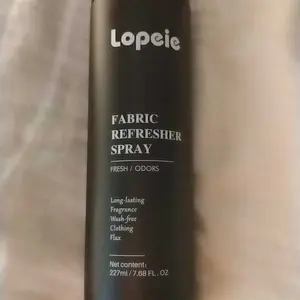 Lopeie
FABRIC
REFRESHER
SPRAY
FRESH / ODORS
Long-lasting
Fragrance
Wash-free
Clothing
Flax
Net content:
227ml / 7.68 FL . OZ